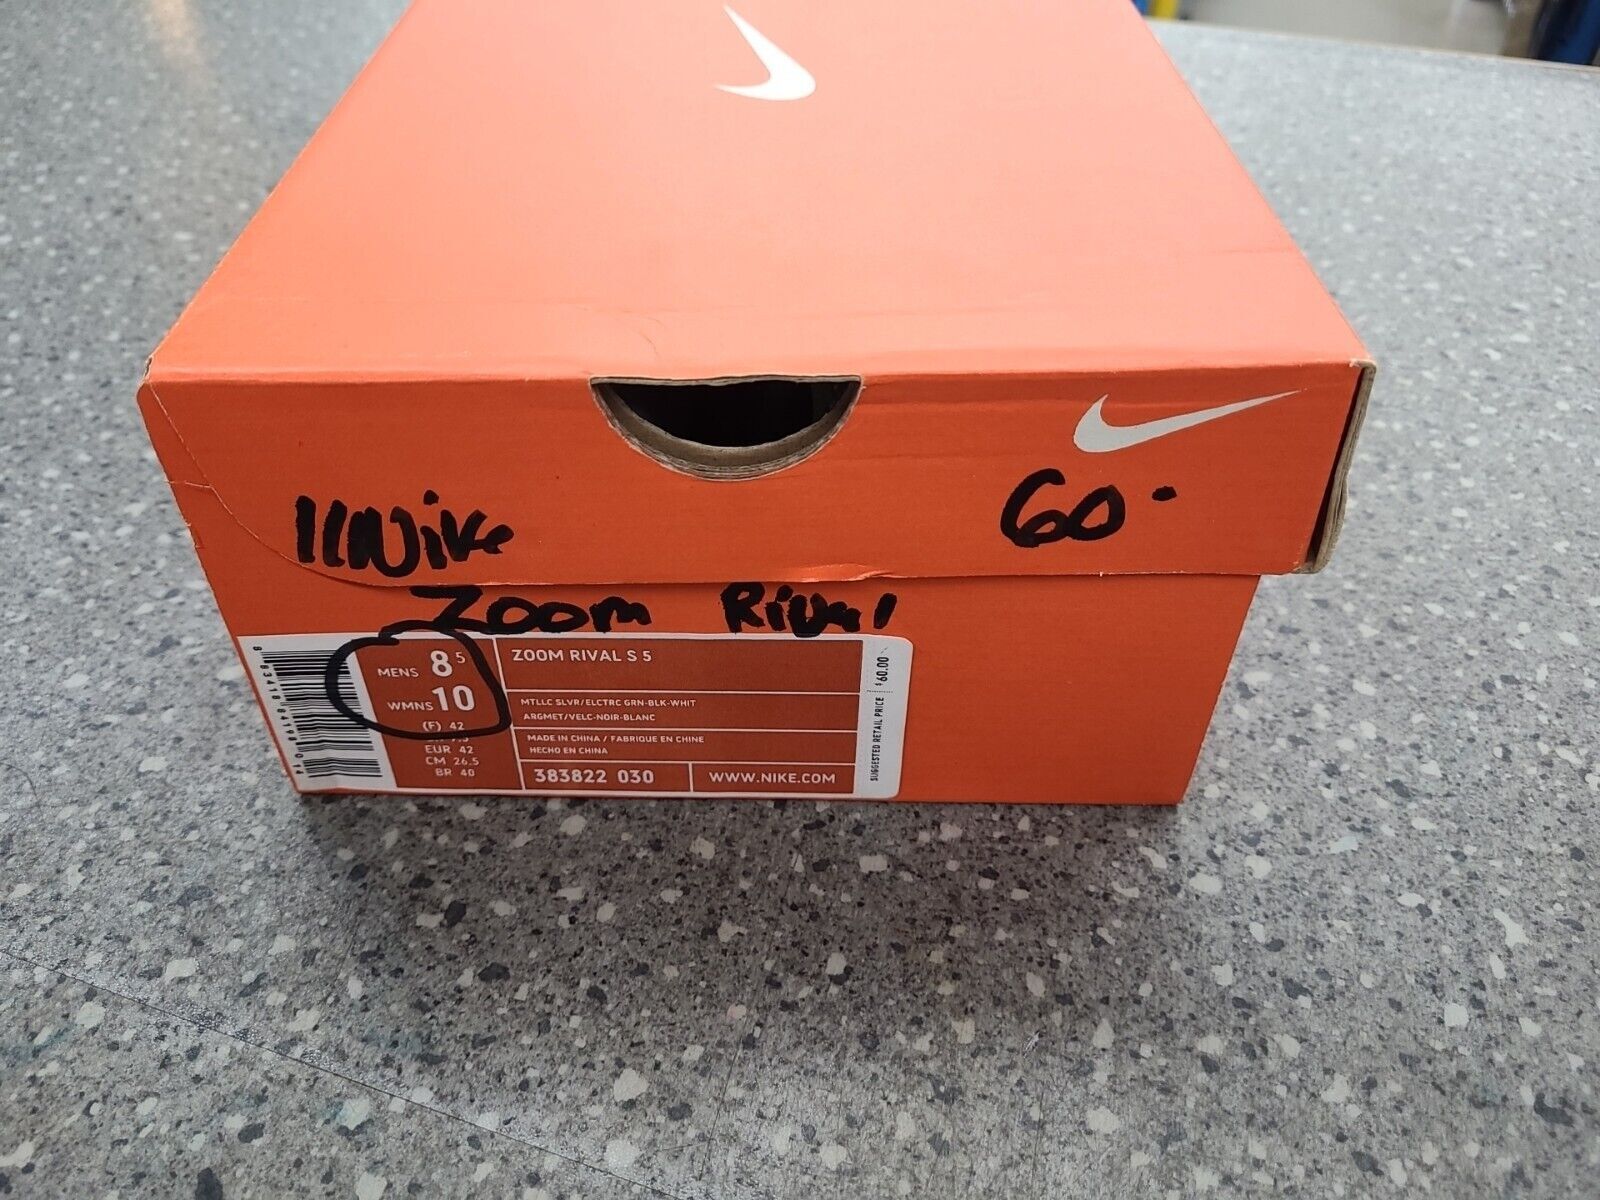 11Nike
60-
Zoom Rival
MENS 8 5
WMNS 10
(F) 42
EUR 42
CM 26.5
BR 40
ZOOM RIVAL S 5
MTLLC SLVR/ELCTRC GRN-BLK-WHIT
ARGMET/VELC-NOIR-BLANC
MADE IN CHINA / FABRIQUE EN CHINE
HECHO EN CHINA
383822 030
WWW.NIKE.COM
SUGGESTED RETAIL PRICE $60.00